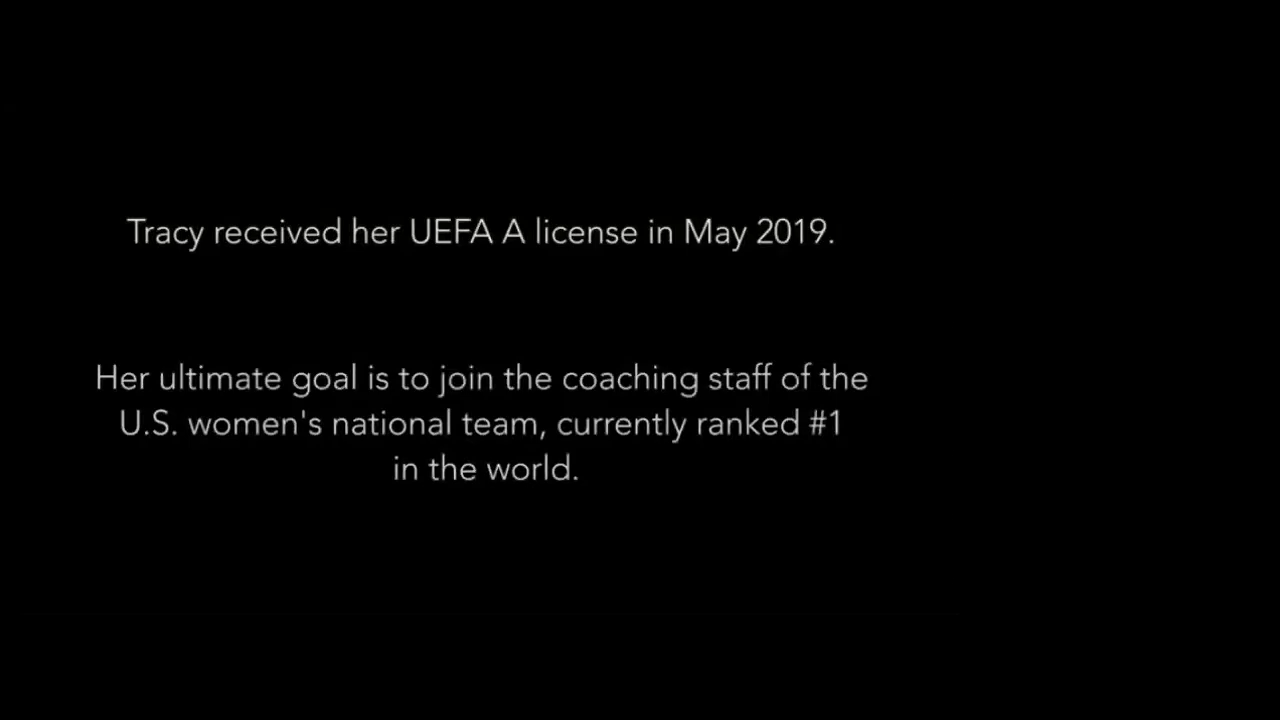 Tracy received her UEFA A license in May 2019.
Her ultimate goal is to join the coaching staff of the
U.S. women's national team, currently ranked #1
in the world.